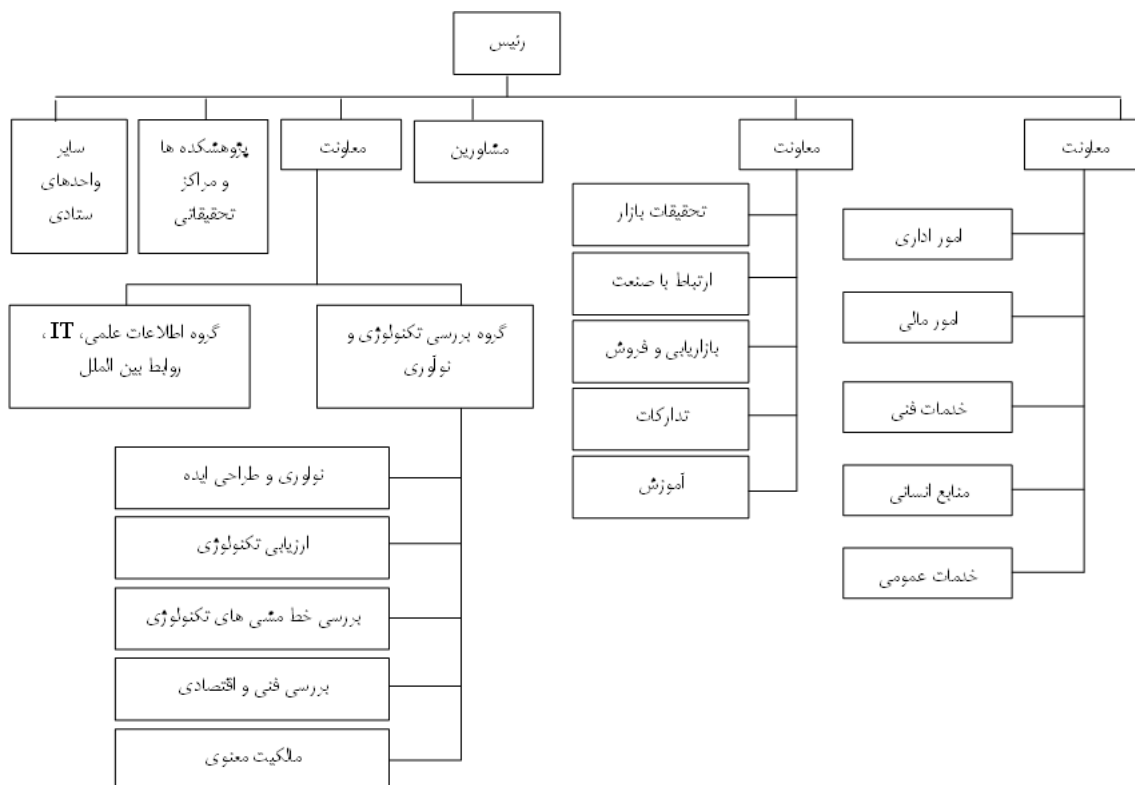 رئیس
معاونت
معاونت
مشاورین
معاونت
پژوهشکده ها
و مراکز
تحقیقاتی
سایر
واحدهای
ستادی
امور اداری
امور مالی
خدمات فنی
منابع انسانی
خدمات عمومی
تحقیقات بازار
ارتباط با صنعت
بازاریابی و فروش
تدارکات
آموزش
گروه بررسی تکنولوژی و
نوآوری
گروه اطلاعات علمی، IT،
روابط بین الملل
نولوری و طراحی ایده
ارزیابی تکنولوژی
بررسی خط مشی های تکنولوژی
بررسی فنی و اقتصادی
مالکیت معنوی